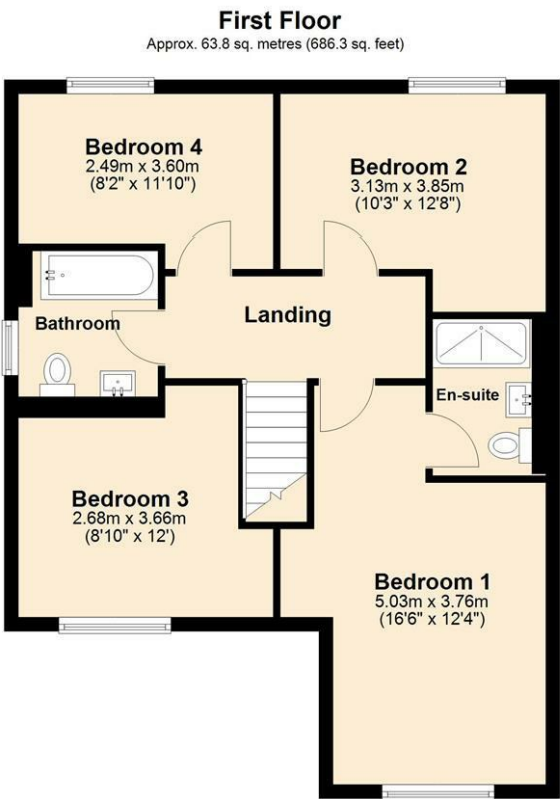 First Floor
Approx. 63.8 sq. metres (686.3 sq. feet)
Bedroom 4
2.49m x 3.60m
(8'2" x 11'10")
Bedroom 2
3.13m x 3.85m
(10'3" x 12'8")
Bathroom
Landing
En-suite
Bedroom 3
2.68m x 3.66m
(8'10" x 12')
Bedroom 1
5.03m x 3.76m
(16'6" x 12'4")